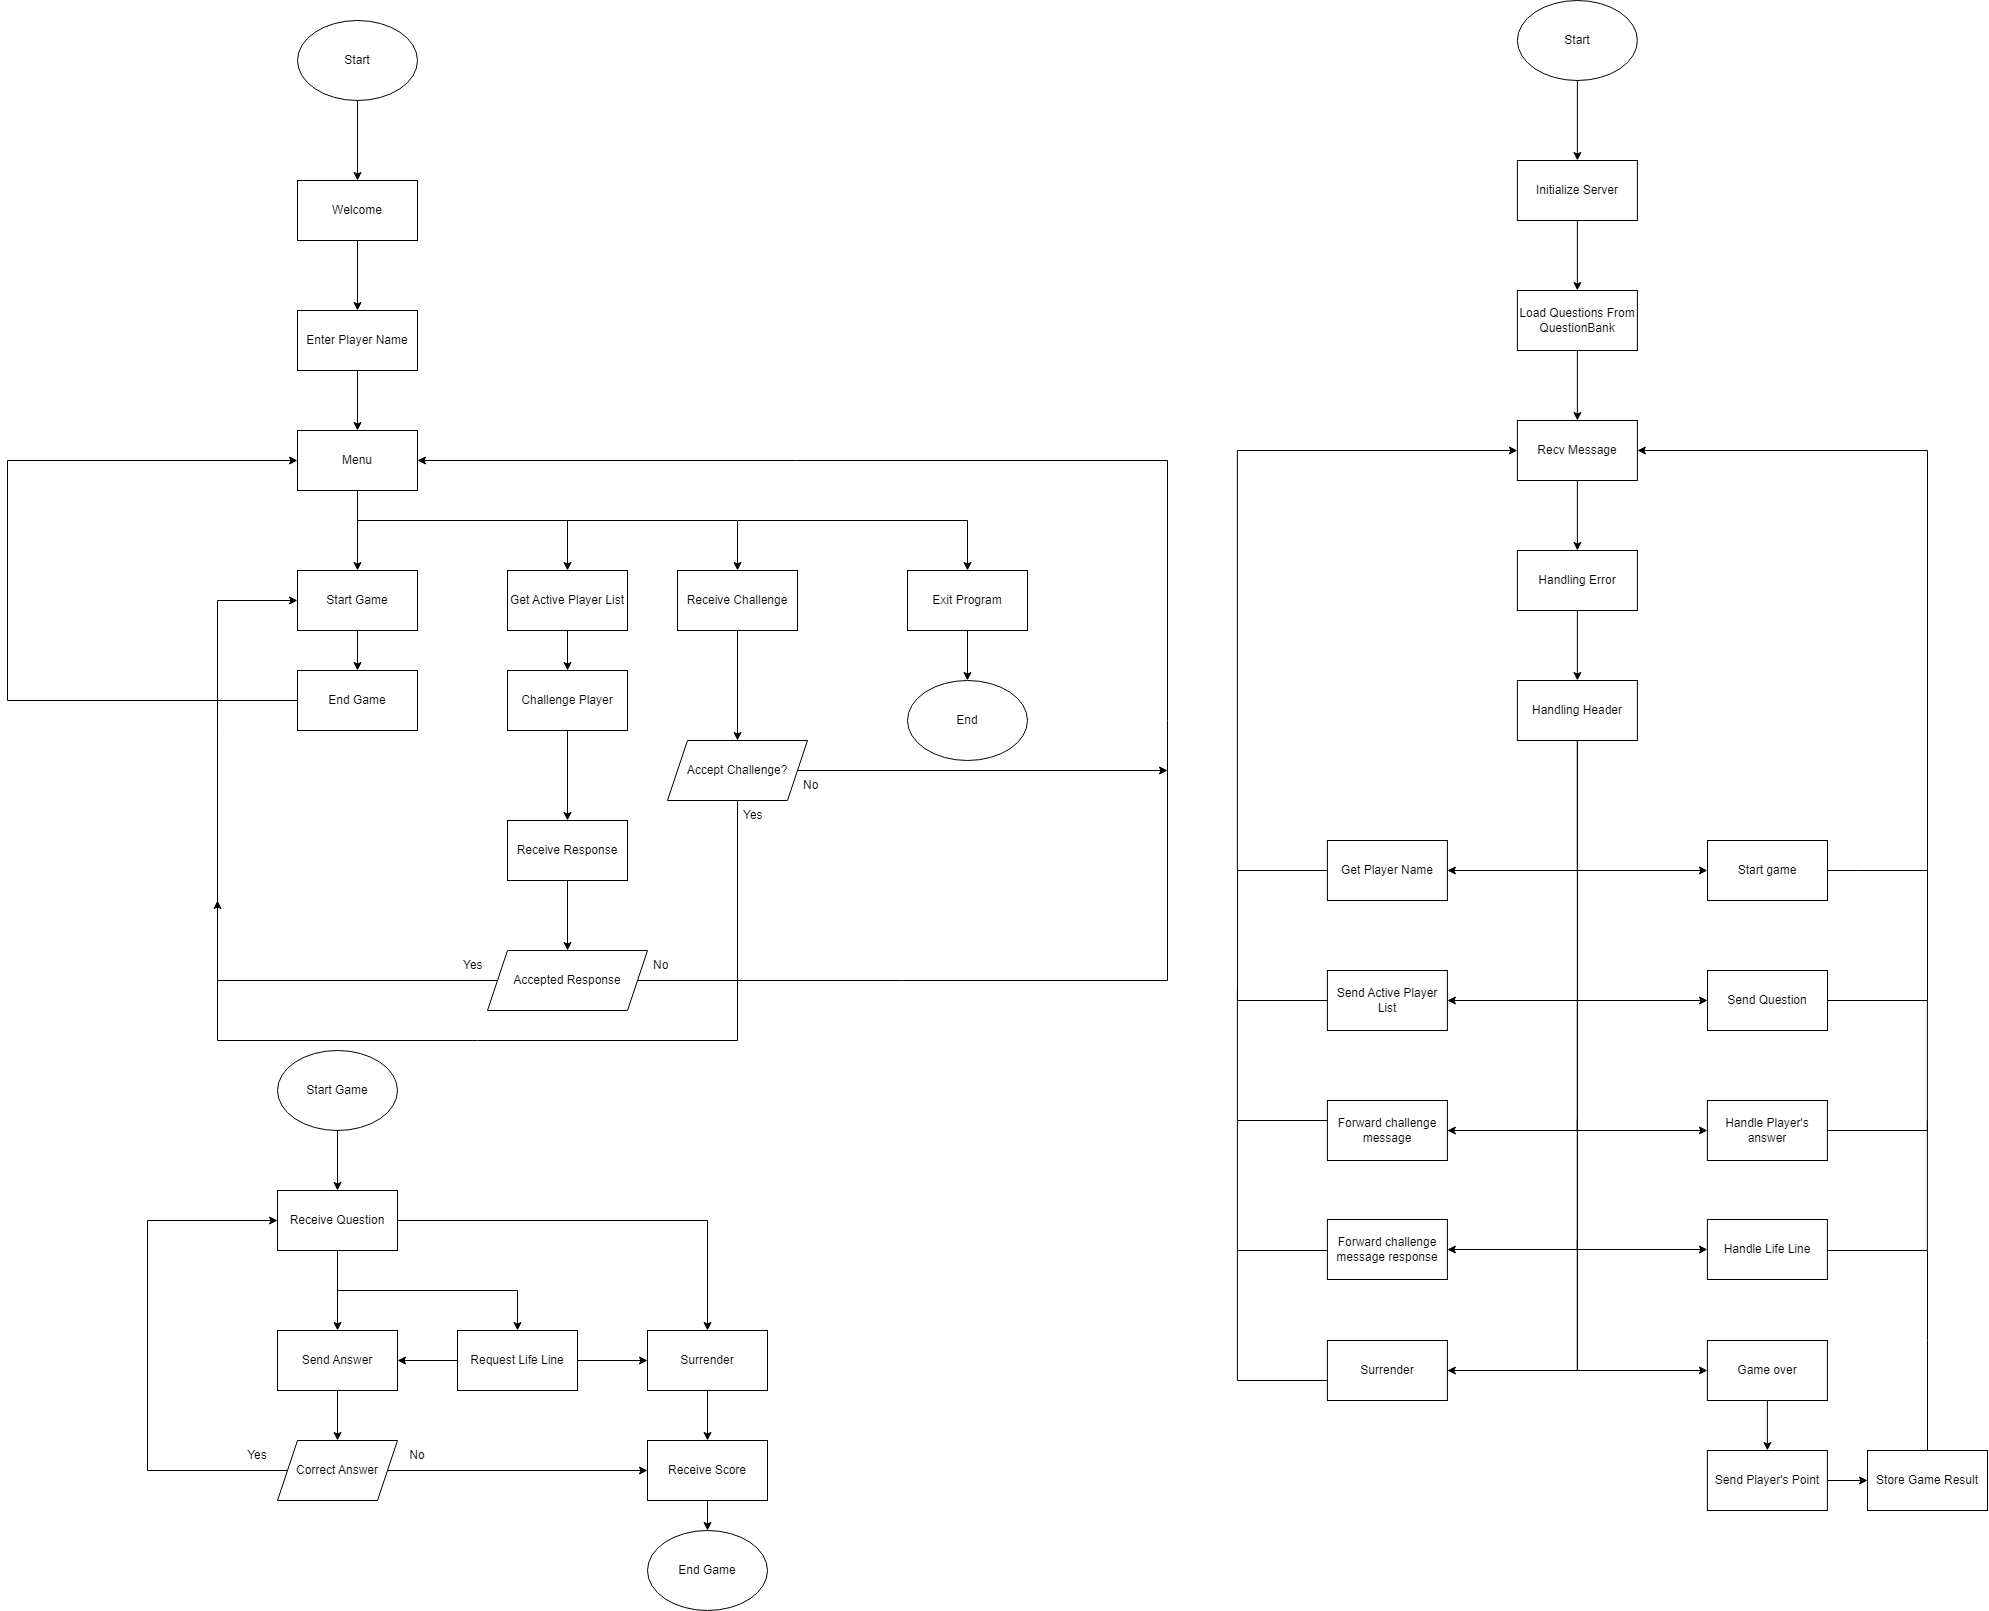 Start
Welcome
Enter Player Name
Menu
Start Game
Get Active Player List
Receive Challenge
Exit Program
End Game
Challenge Player
End
Accept Challenge?
No
Yes
Receive Response
Yes
Accepted Response
No
Start Game
Receive Question
Send Answer
Request Life Line
Surrender
Yes
Correct Answer
No
Receive Score
End Game
Start
Initialize Server
Load Questions From
QuestionBank
Recv Message
Handling Error
Handling Header
Get Player Name
Start game
Send Active Player
List
Send Question
Forward challenge
message
Handle Player's
answer
Forward challenge
message response
Handle Life Line
Surrender
Game over
Send Player's Point
Store Game Result